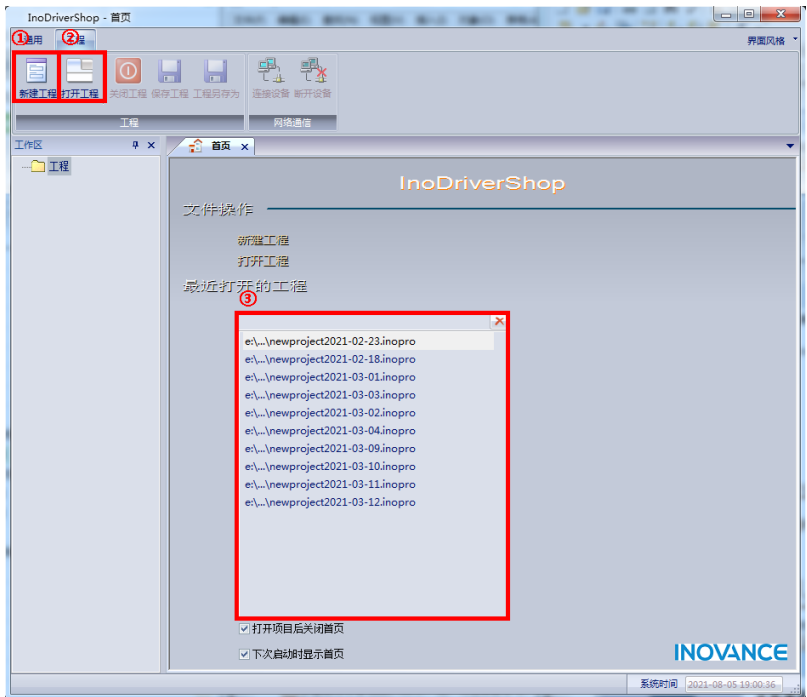 InoDriverShop - 首页
①通用 ②工程 界面风格
新建工程 打开工程 关闭工程 保存工程 工程另存为 连接设备 断开设备
工程 网络通信
工作区 首页
工程
InoDriverShop
文件操作
新建工程
打开工程
最近打开的工程
③
e:\...\newproject2021-02-23.inopro
e:\...\newproject2021-02-18.inopro
e:\...\newproject2021-03-01.inopro
e:\...\newproject2021-03-03.inopro
e:\...\newproject2021-03-02.inopro
e:\...\newproject2021-03-04.inopro
e:\...\newproject2021-03-09.inopro
e:\...\newproject2021-03-10.inopro
e:\...\newproject2021-03-11.inopro
e:\...\newproject2021-03-12.inopro
打开项目后关闭首页
下次启动时显示首页
INOVANCE
系统时间 2021-08-05 19:00:36